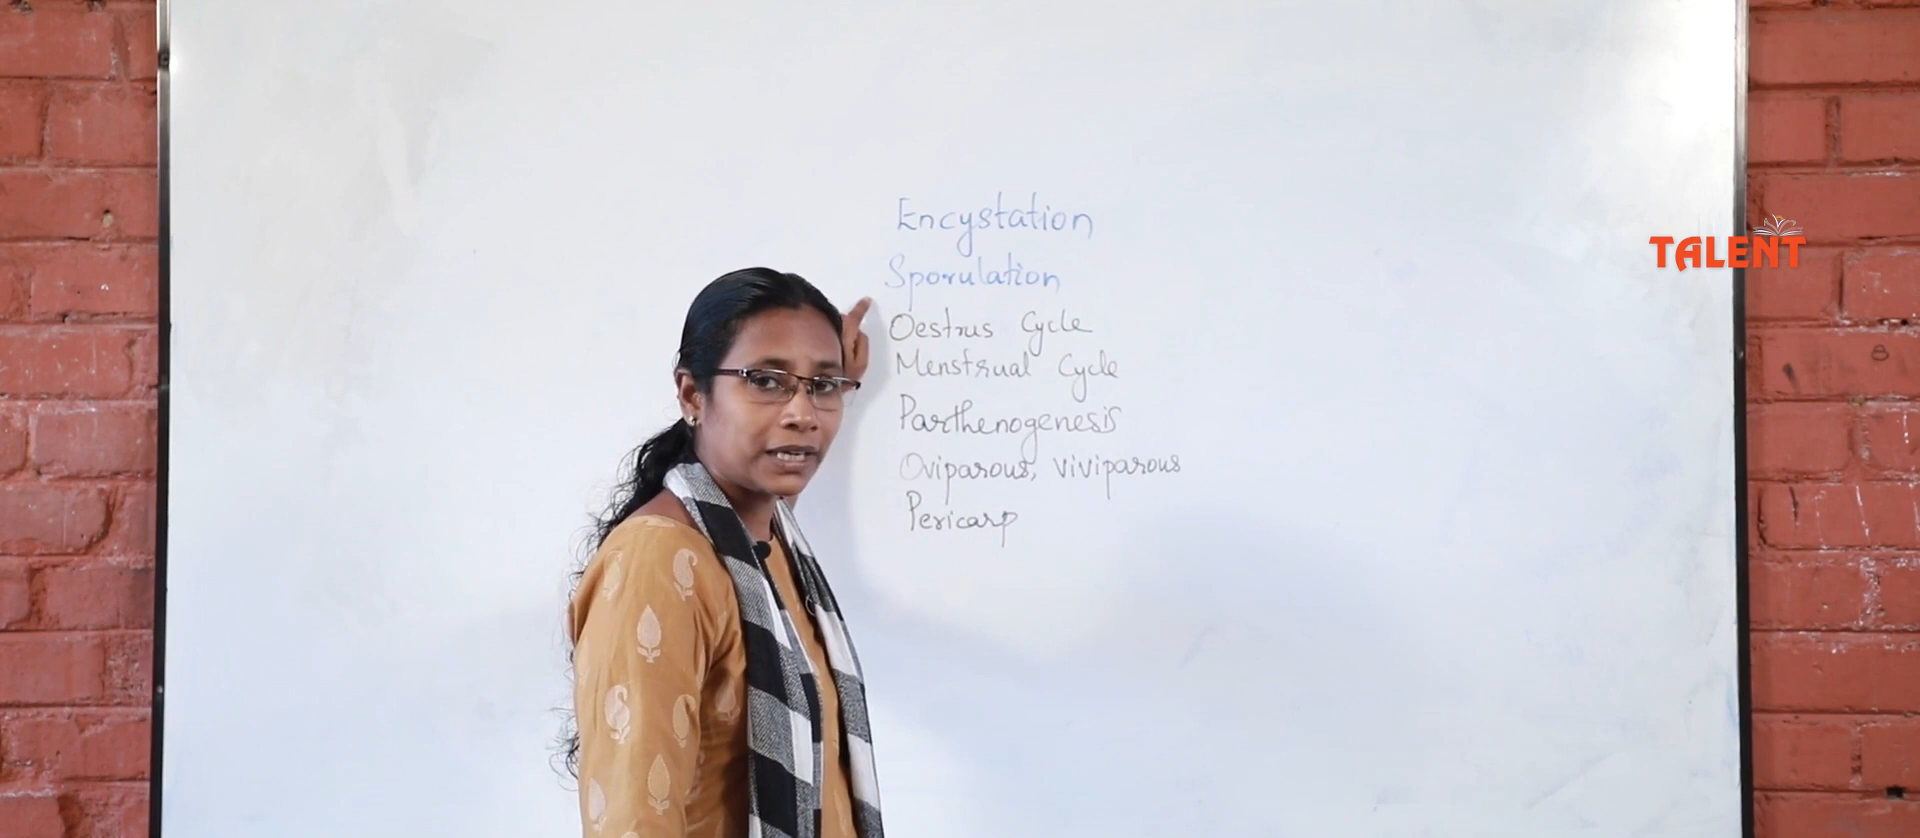 Encystation
Sporulation
TALENT
Oestrus Cycle
Menstrual Cycle
Parthenogenesis
Oviparous, viviparous
Pericarp